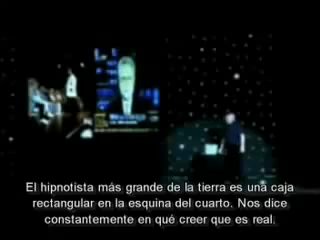 El hipnotista más grande de la tierra es una caja
rectangular en la esquina del cuarto. Nos dice
constantemente en qué creer que es real.